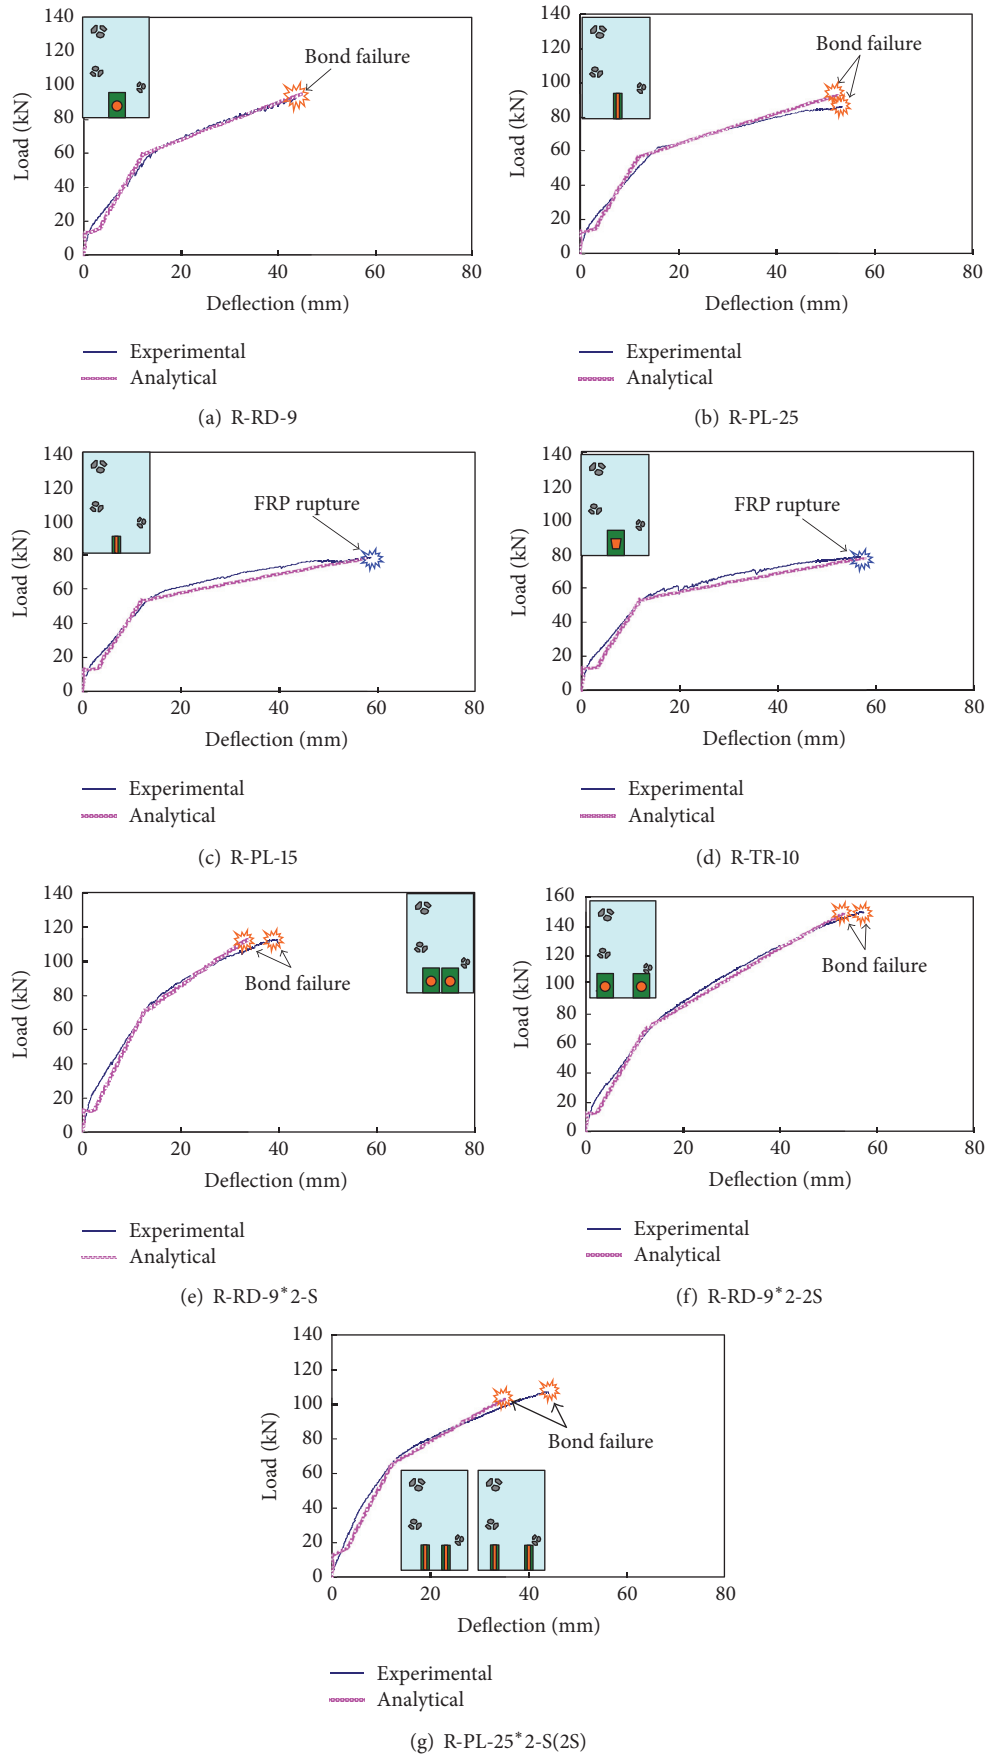 140
120
100
80
60
40
20
0
Load (kN)
Bond failure
0 20 40 60 80
Deflection (mm)
Experimental
Analytical
(a) R-RD-9
140
120
100
80
60
40
20
0
Load (kN)
Bond failure
0 20 40 60 80
Deflection (mm)
Experimental
Analytical
(b) R-PL-25
140
120
100
80
60
40
20
0
Load (kN)
FRP rupture
0 20 40 60 80
Deflection (mm)
Experimental
Analytical
(c) R-PL-15
140
120
100
80
60
40
20
0
Load (kN)
FRP rupture
0 20 40 60 80
Deflection (mm)
Experimental
Analytical
(d) R-TR-10
140
120
100
80
60
40
20
0
Load (kN)
Bond failure
0 20 40 60 80
Deflection (mm)
Experimental
Analytical
(e) R-RD-9*2-S
160
140
120
100
80
60
40
20
0
Load (kN)
Bond failure
0 20 40 60 80
Deflection (mm)
Experimental
Analytical
(f) R-RD-9*2-2S
140
120
100
80
60
40
20
0
Load (kN)
Bond failure
0 20 40 60 80
Deflection (mm)
Experimental
Analytical
(g) R-PL-25*2-S(2S)